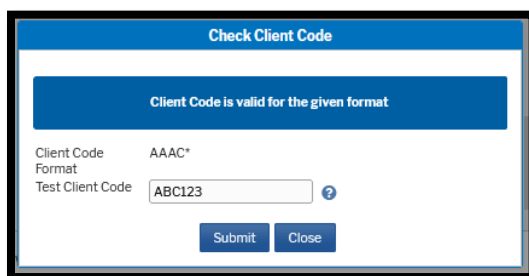 Check Client Code
Client Code is valid for the given format
Client Code AAAC*
Format
Test Client Code ABC123 ?
Submit Close